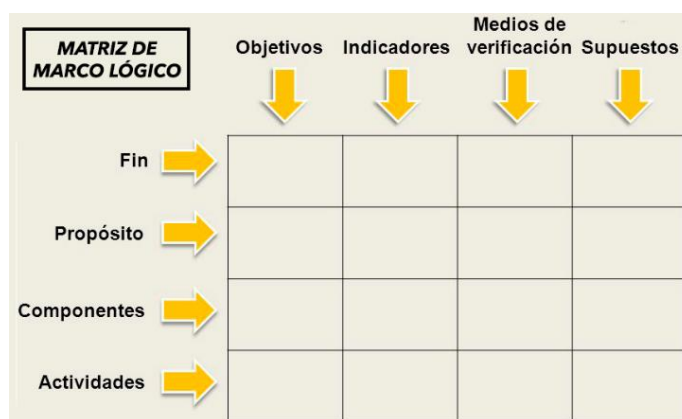 MATRIZ DE
MARCO LÓGICO
Objetivos
Indicadores
Medios de
verificación
Supuestos
Fin
Propósito
Componentes
Actividades